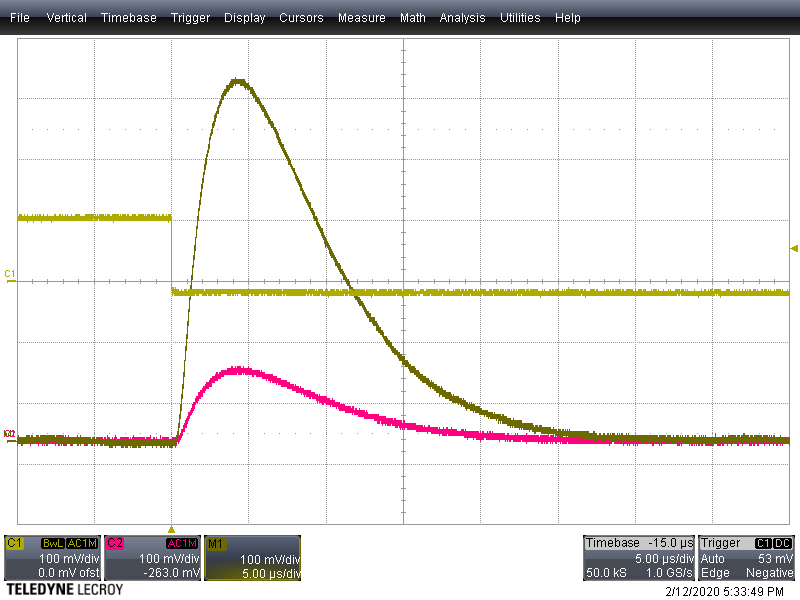 File Vertical Timebase Trigger Display Cursors Measure Math Analysis Utilities Help
C1
C1 BwL AC1M
100 mV/div
0.0 mV ofst
C2 AC1M
100 mV/div
-263.0 mV
M1
100 mV/div
5.00 µs/div
Timebase -15.0 µs
5.00 µs/div
50.0 kS 1.0 GS/s
Trigger C1 DC
Auto 53 mV
Edge Negative
TELEDYNE LECROY
2/12/2020 5:33:49 PM